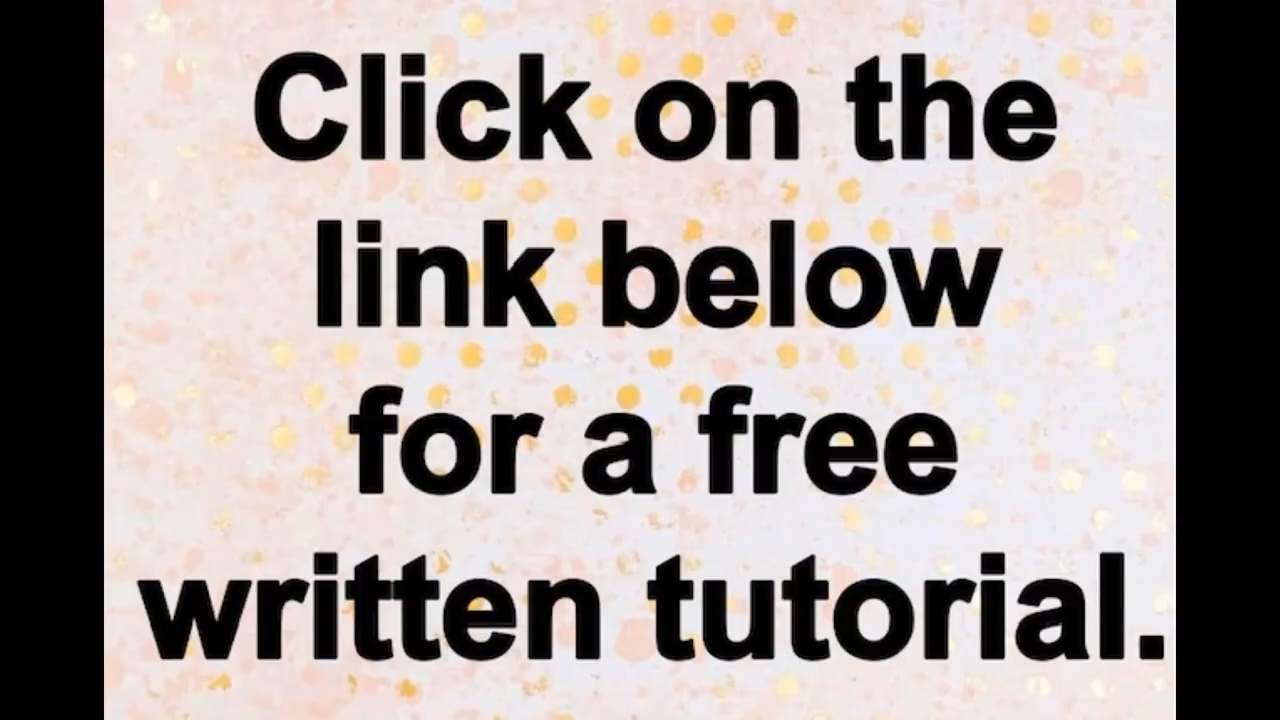 Click on the
link below
for a free
written tutorial.